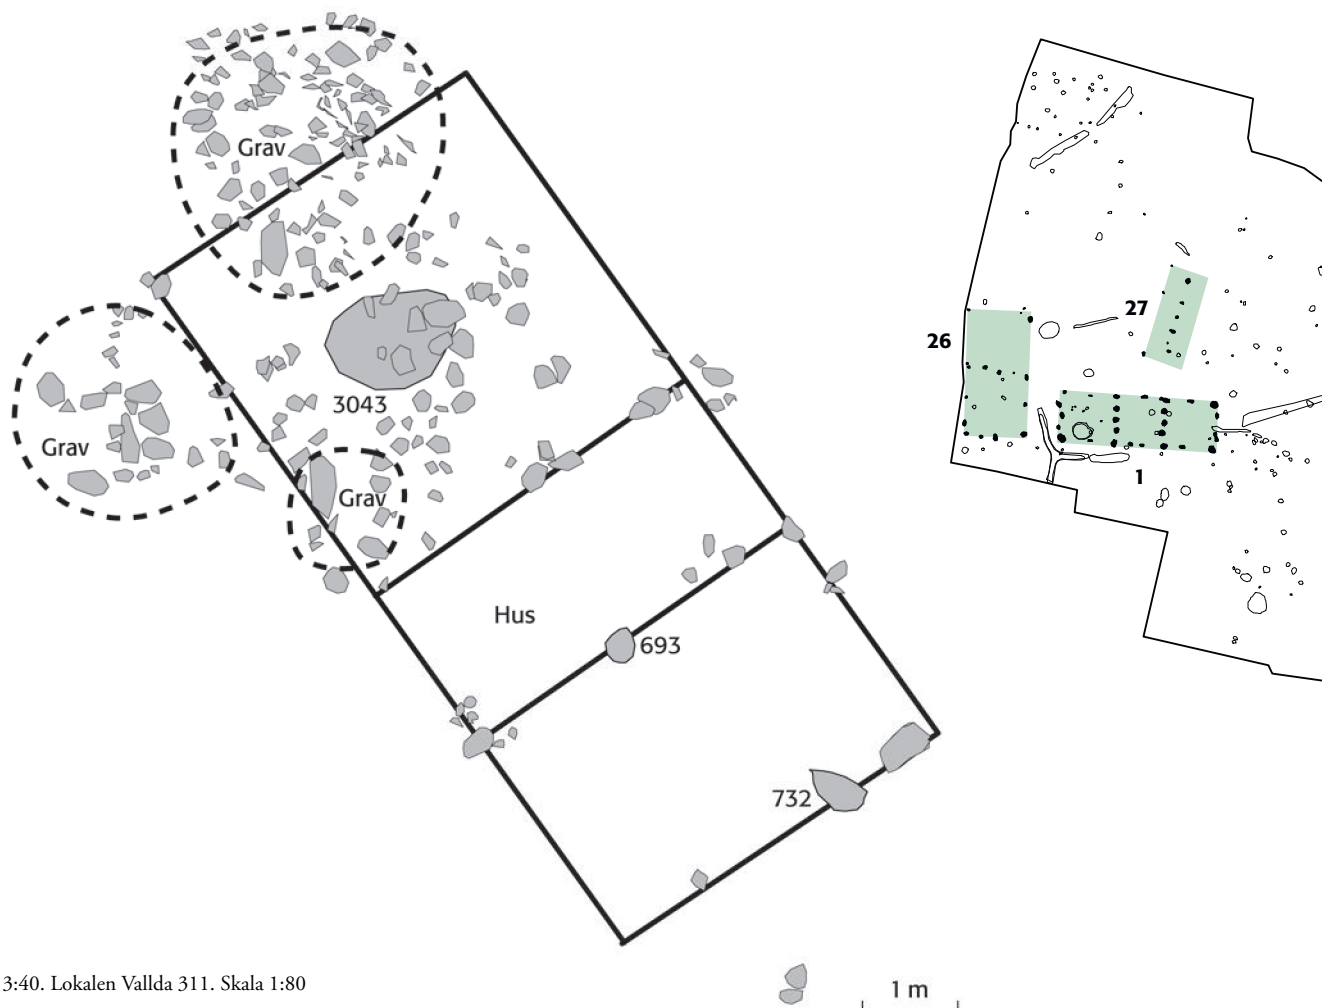 Grav
Grav
3043
Grav
Hus
693
732
27
26
1
3:40. Lokalen Vallda 311. Skala 1:80
1 m